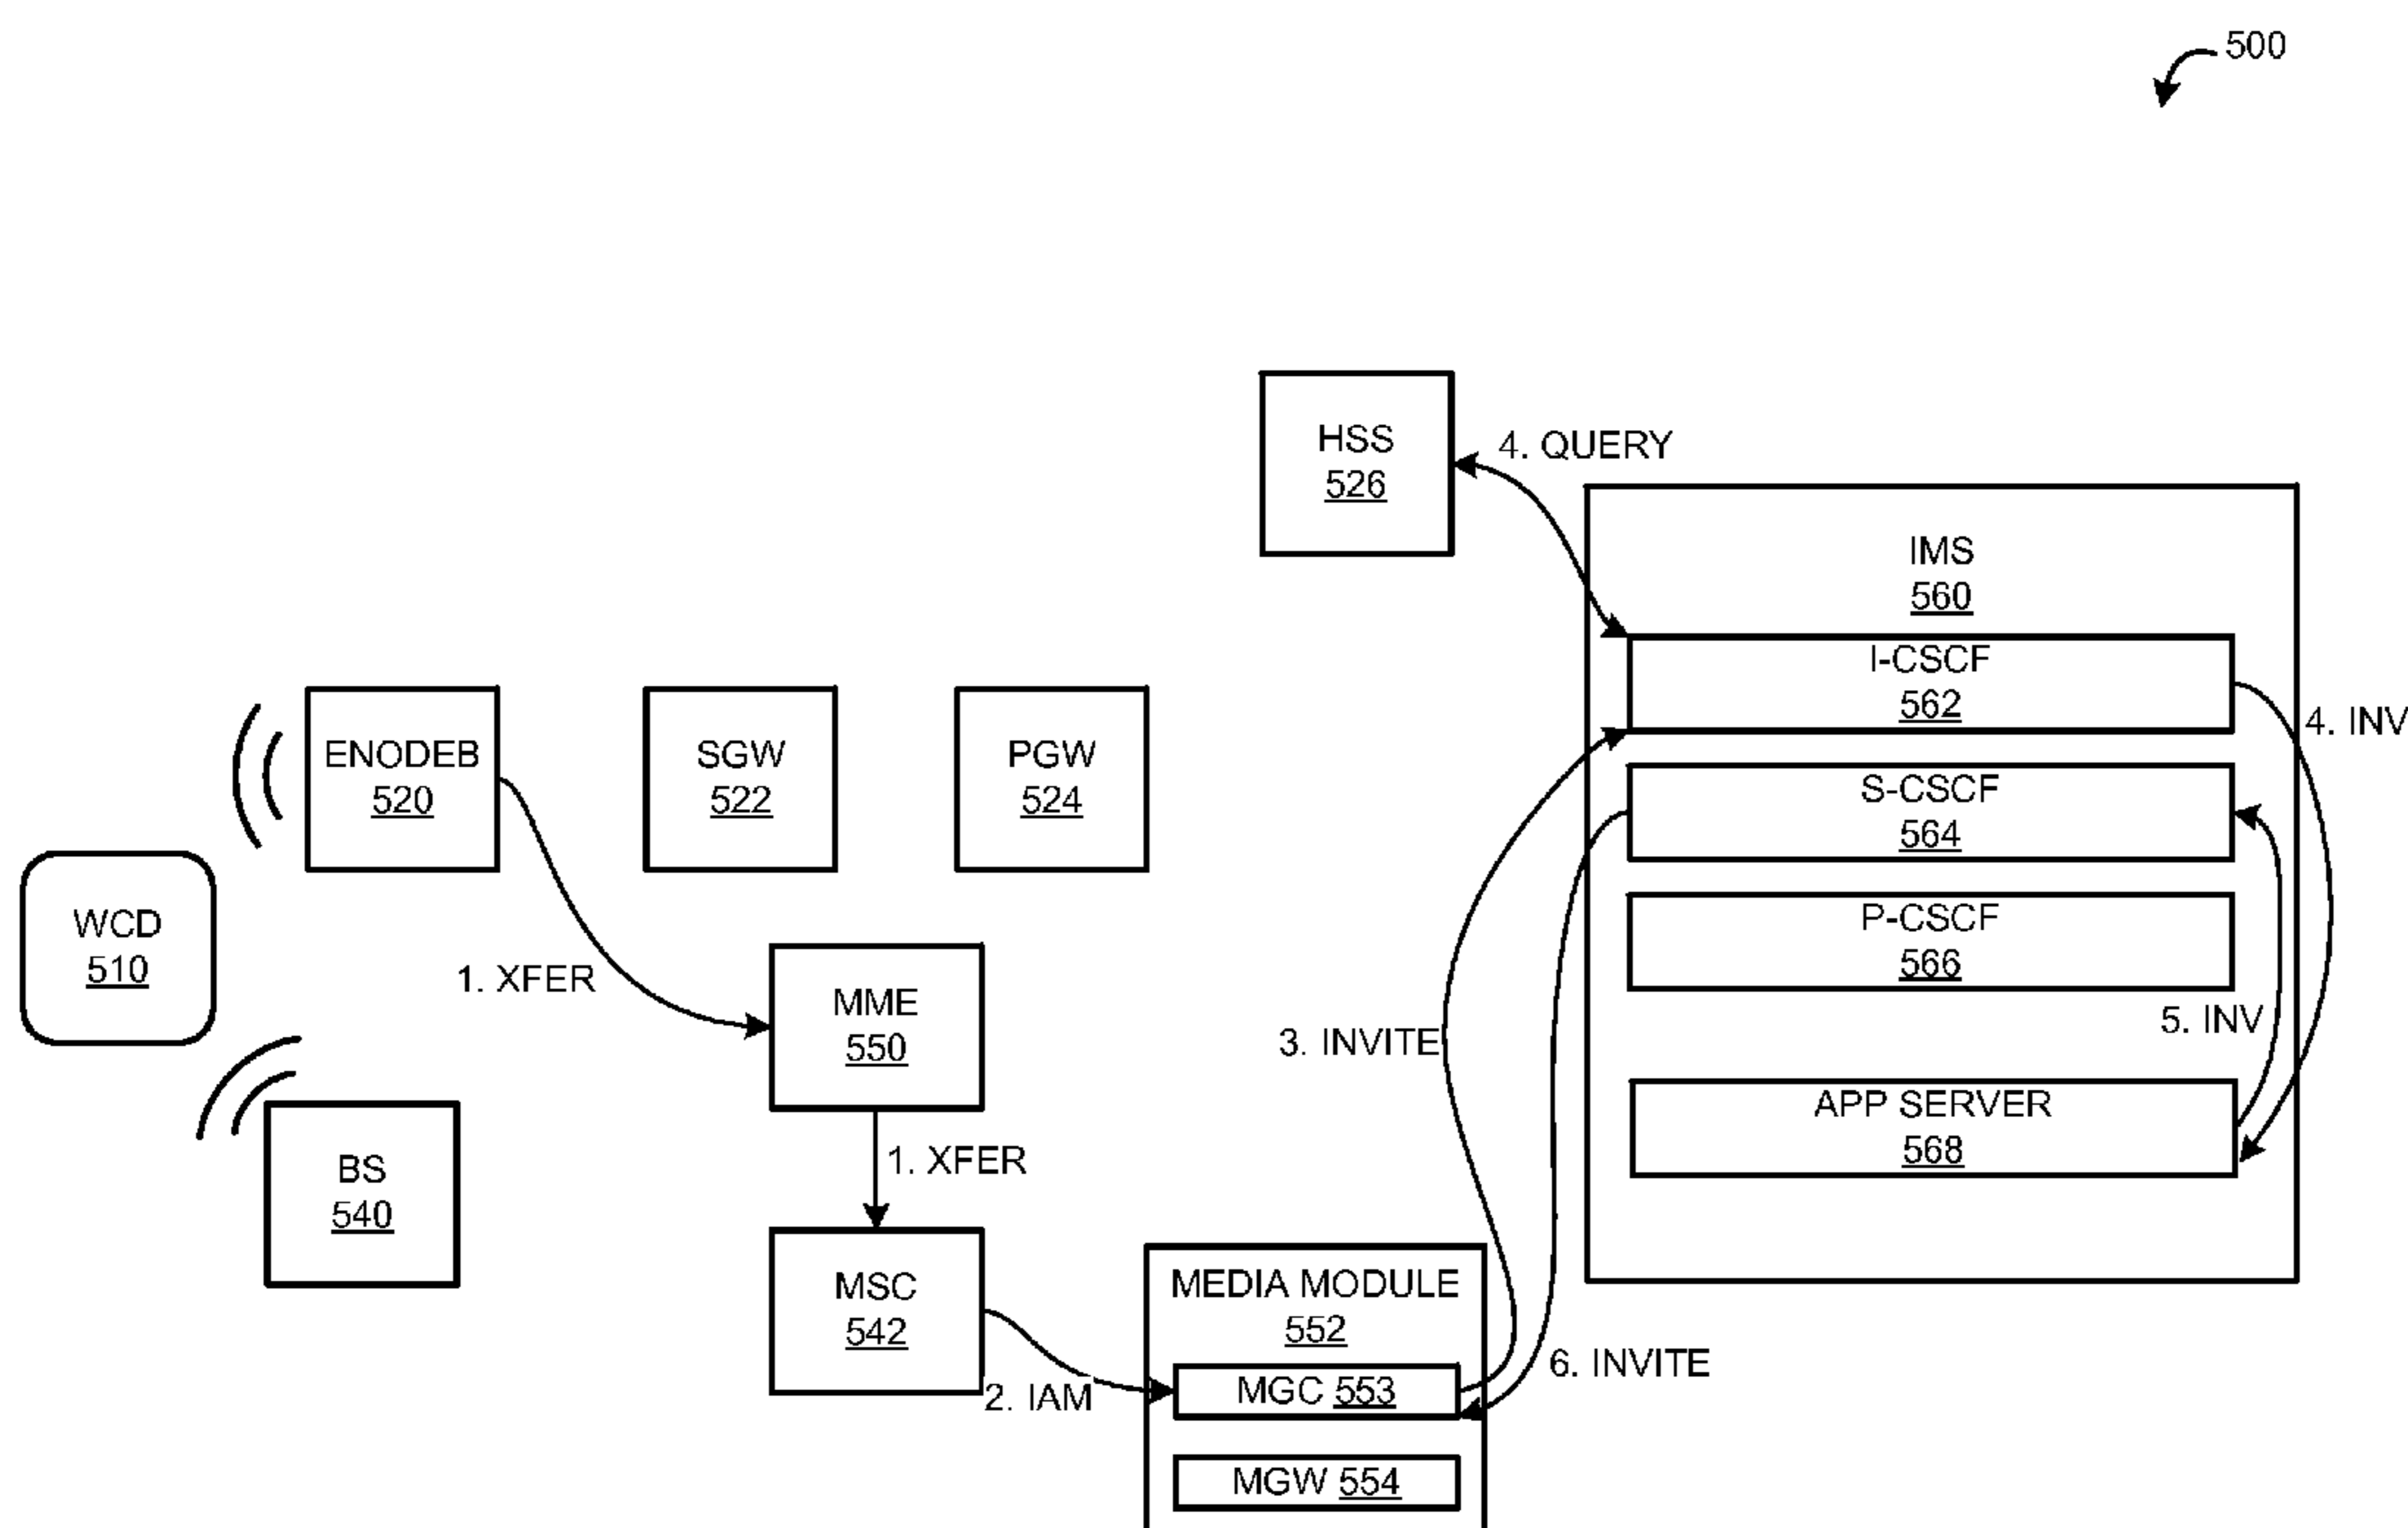 500
HSS
526
4. QUERY
IMS
560
I-CSCF
562
4. INV
ENODEB
520
SGW
522
PGW
524
S-CSCF
564
WCD
510
P-CSCF
566
1. XFER
MME
550
3. INVITE
5. INV
APP SERVER
568
BS
540
1. XFER
MSC
542
2. IAM
MEDIA MODULE
552
6. INVITE
MGC 553
MGW 554